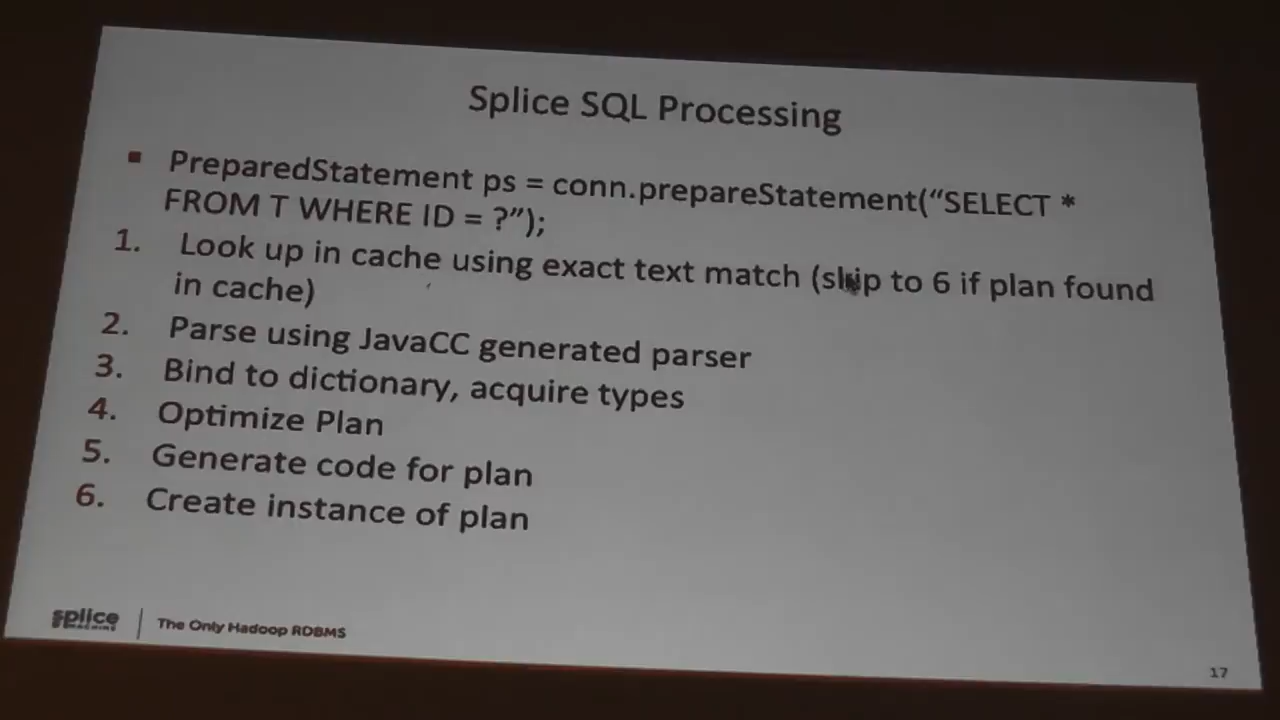 Splice SQL Processing
▪ PreparedStatement ps = conn.prepareStatement(“SELECT *
FROM T WHERE ID = ?”);
1. Look up in cache using exact text match (skip to 6 if plan found
in cache)
2. Parse using JavaCC generated parser
3. Bind to dictionary, acquire types
4. Optimize Plan
5. Generate code for plan
6. Create instance of plan
splice
MACHINE
The Only Hadoop RDBMS
17